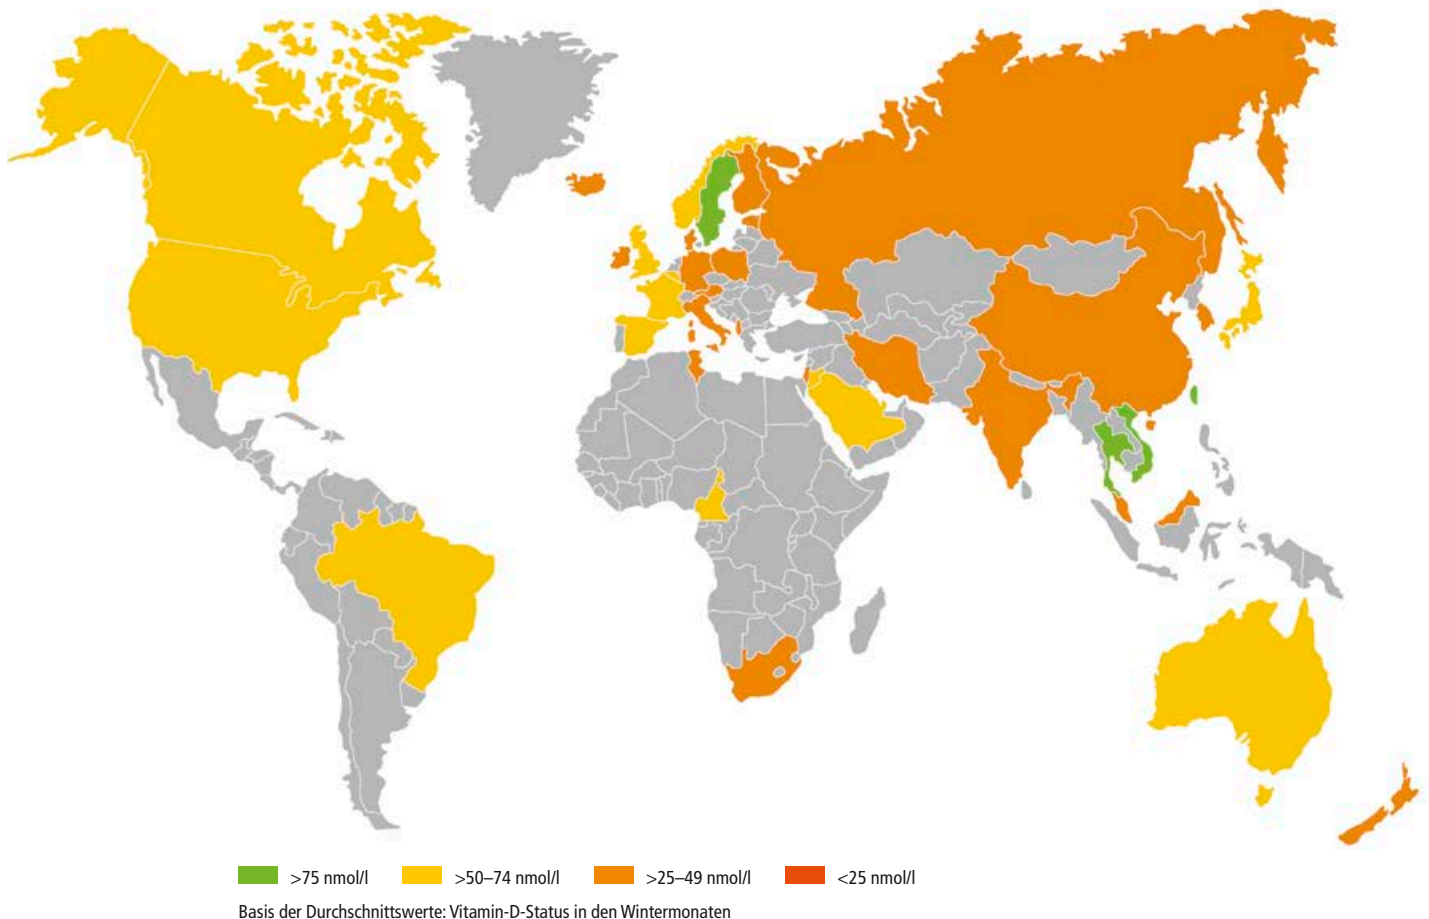 >75 nmol/l >50–74 nmol/l >25–49 nmol/l <25 nmol/l
Basis der Durchschnittswerte: Vitamin-D-Status in den Wintermonaten